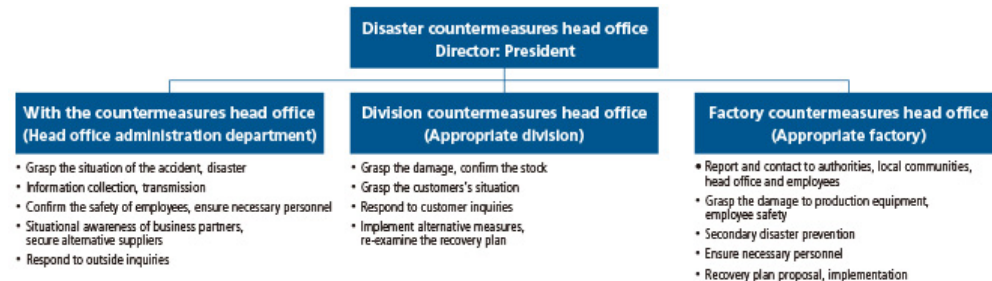 Disaster countermeasures head office
Director: President
With the countermeasures head office
(Head office administration department)
• Grasp the situation of the accident, disaster
• Information collection, transmission
• Confirm the safety of employees, ensure necessary personnel
• Situational awareness of business partners,
secure alternative suppliers
• Respond to outside inquiries
Division countermeasures head office
(Appropriate division)
• Grasp the damage, confirm the stock
• Grasp the customers's situation
• Respond to customer inquiries
• Implement alternative measures,
re-examine the recovery plan
Factory countermeasures head office
(Appropriate factory)
• Report and contact to authorities, local communities,
head office and employees
• Grasp the damage to production equipment,
employee safety
• Secondary disaster prevention
• Ensure necessary personnel
• Recovery plan proposal, implementation